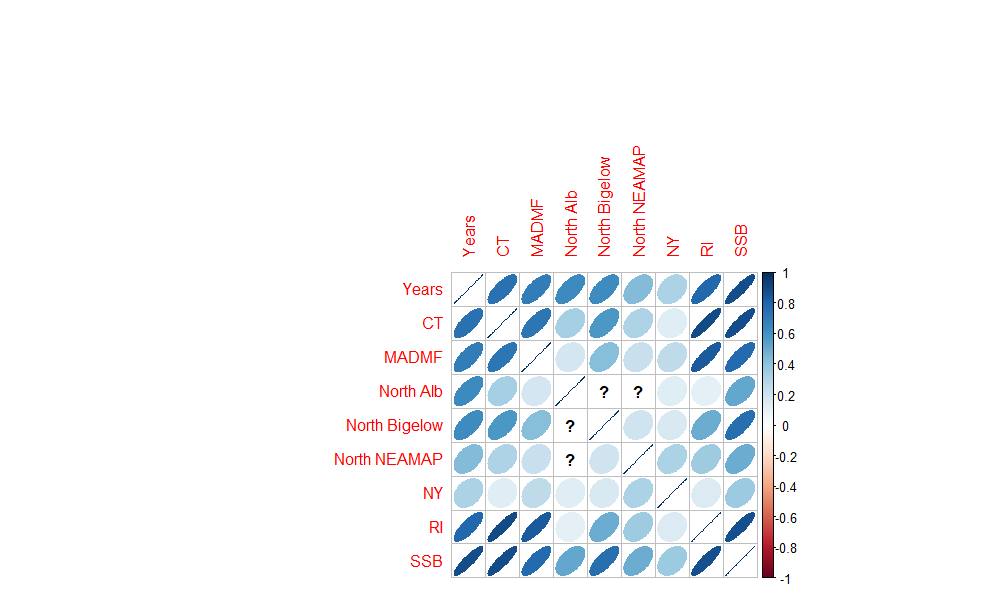 Years
CT
MADMF
North Alb
North Bigelow
North NEAMAP
NY
RI
SSB
Years
CT
MADMF
North Alb
? ?
North Bigelow
?
North NEAMAP
?
NY
RI
SSB
1
0.8
0.6
0.4
0.2
0
-0.2
-0.4
-0.6
-0.8
-1